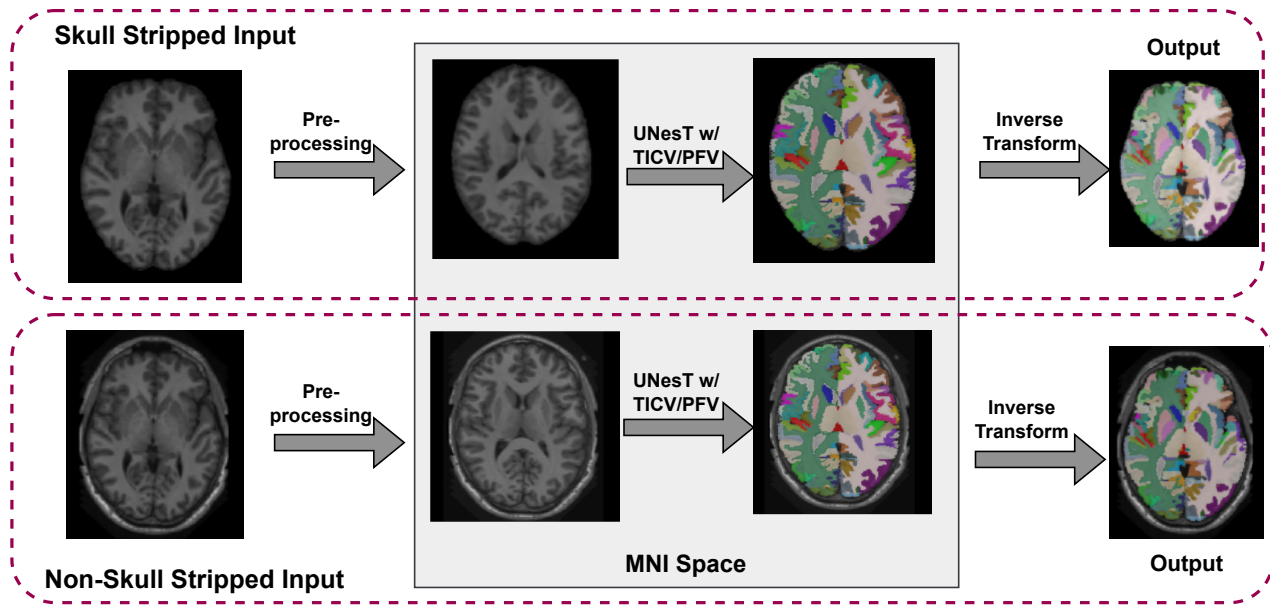 Skull Stripped Input
Pre-
processing
UNesT w/
TICV/PFV
Inverse
Transform
Output
Pre-
processing
UNesT w/
TICV/PFV
Inverse
Transform
Output
MNI Space
Non-Skull Stripped Input